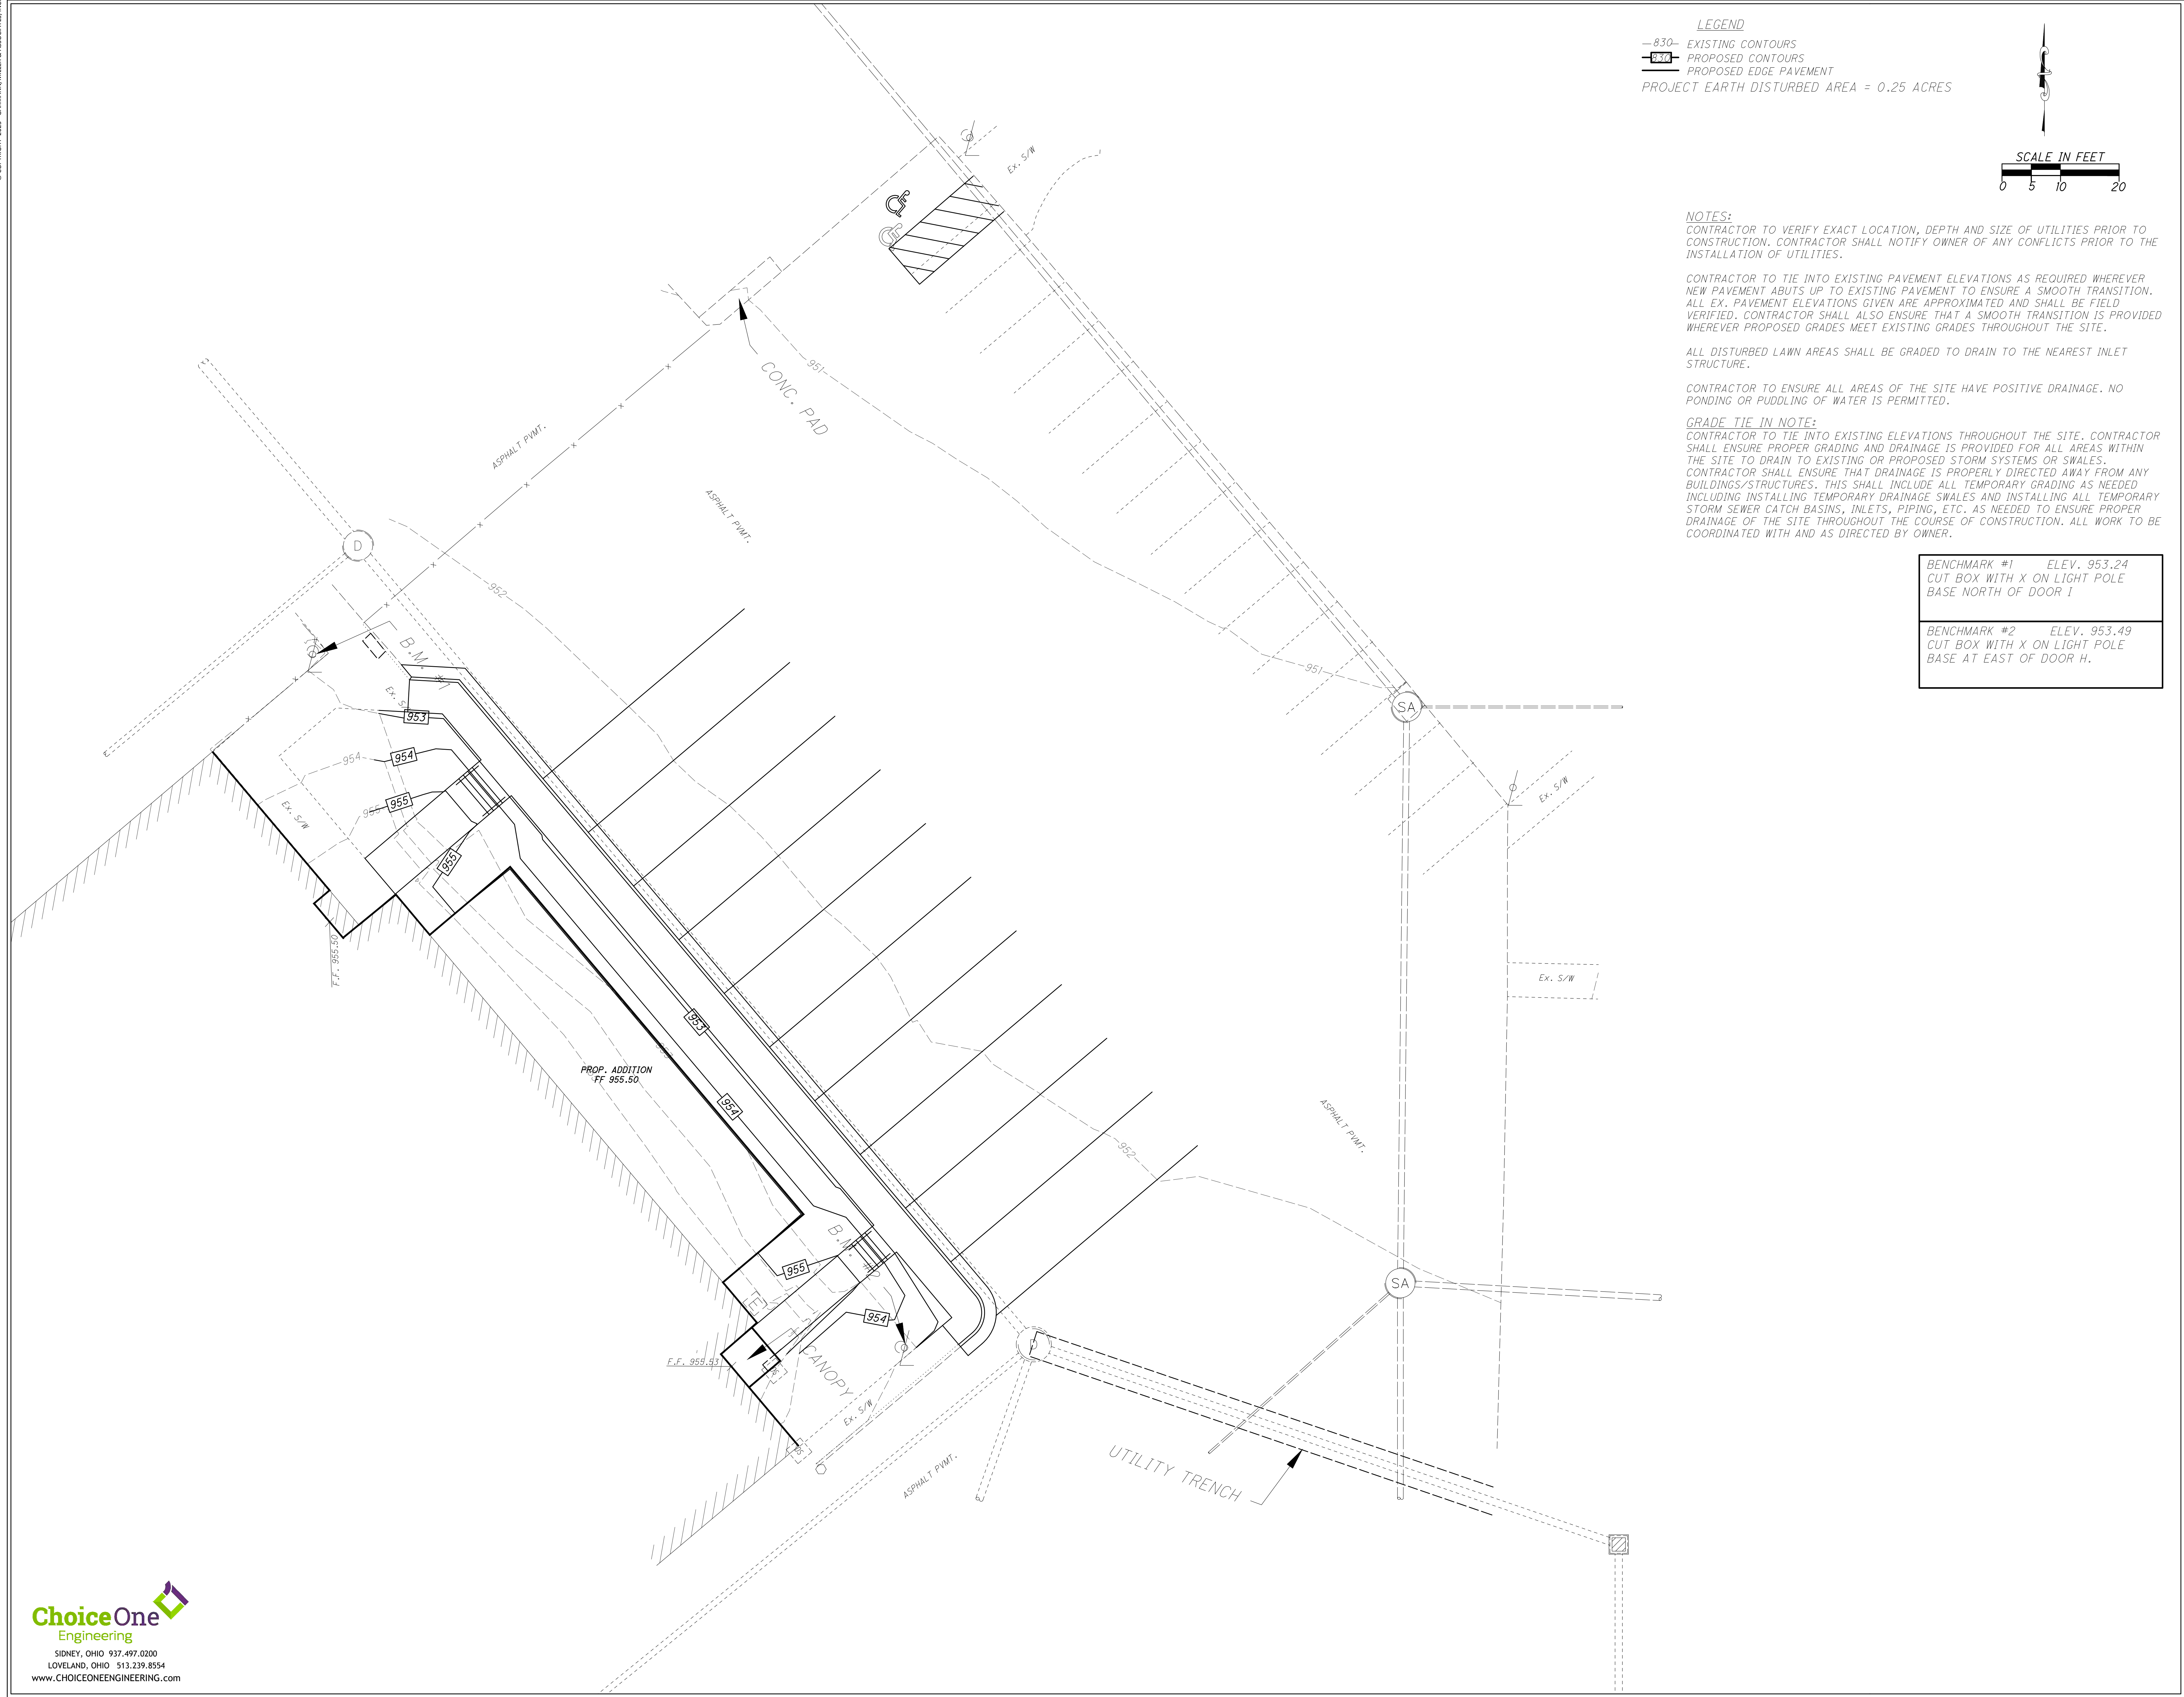 LEGEND
830 EXISTING CONTOURS
830 PROPOSED CONTOURS
PROPOSED EDGE PAVEMENT
PROJECT EARTH DISTURBED AREA = 0.25 ACRES
SCALE IN FEET
0 5 10 20
NOTES:
CONTRACTOR TO VERIFY EXACT LOCATION, DEPTH AND SIZE OF UTILITIES PRIOR TO
CONSTRUCTION. CONTRACTOR SHALL NOTIFY OWNER OF ANY CONFLICTS PRIOR TO THE
INSTALLATION OF UTILITIES.
CONTRACTOR TO TIE INTO EXISTING PAVEMENT ELEVATIONS AS REQUIRED WHEREVER
NEW PAVEMENT ABUTS UP TO EXISTING PAVEMENT TO ENSURE A SMOOTH TRANSITION.
ALL EX. PAVEMENT ELEVATIONS GIVEN ARE APPROXIMATED AND SHALL BE FIELD
VERIFIED. CONTRACTOR SHALL ALSO ENSURE THAT A SMOOTH TRANSITION IS PROVIDED
WHEREVER PROPOSED GRADES MEET EXISTING GRADES THROUGHOUT THE SITE.
ALL DISTURBED LAWN AREAS SHALL BE GRADED TO DRAIN TO THE NEAREST INLET
STRUCTURE.
CONTRACTOR TO ENSURE ALL AREAS OF THE SITE HAVE POSITIVE DRAINAGE. NO
PONDING OR PUDDLING OF WATER IS PERMITTED.
GRADE TIE IN NOTE:
CONTRACTOR TO TIE INTO EXISTING ELEVATIONS THROUGHOUT THE SITE. CONTRACTOR
SHALL ENSURE PROPER GRADING AND DRAINAGE IS PROVIDED FOR ALL AREAS WITHIN
THE SITE TO DRAIN TO EXISTING OR PROPOSED STORM SYSTEMS OR SWALES.
CONTRACTOR SHALL ENSURE THAT DRAINAGE IS PROPERLY DIRECTED AWAY FROM ANY
BUILDINGS/STRUCTURES. THIS SHALL INCLUDE ALL TEMPORARY GRADING AS NEEDED
INCLUDING INSTALLING TEMPORARY DRAINAGE SWALES AND INSTALLING ALL TEMPORARY
STORM SEWER CATCH BASINS, INLETS, PIPING, ETC. AS NEEDED TO ENSURE PROPER
DRAINAGE OF THE SITE THROUGHOUT THE COURSE OF CONSTRUCTION. ALL WORK TO BE
COORDINATED WITH AND AS DIRECTED BY OWNER.
BENCHMARK #1 ELEV. 953.24
CUT BOX WITH X ON LIGHT POLE
BASE NORTH OF DOOR I
BENCHMARK #2 ELEV. 953.49
CUT BOX WITH X ON LIGHT POLE
BASE AT EAST OF DOOR H.
Ex. S/W
951
CONC. PAD
ASPHALT PVMT.
ASPHALT PVMT.
D
952
B.M. #1
951
SA
953
954
954
955
955
Ex. S/W
Ex. S/W
955
F.F. 955.50
Ex. S/W
953
PROP. ADDITION
FF 955.50
954
952
ASPHALT PVMT.
B.M. #2
955
SA
954
D
F.F. 955.53
CANOPY
Ex. S/W
ASPHALT PVMT.
UTILITY TRENCH
ChoiceOne
Engineering
SIDNEY, OHIO 937.497.0200
LOVELAND, OHIO 513.239.8554
www.CHOICEONEENGINEERING.com